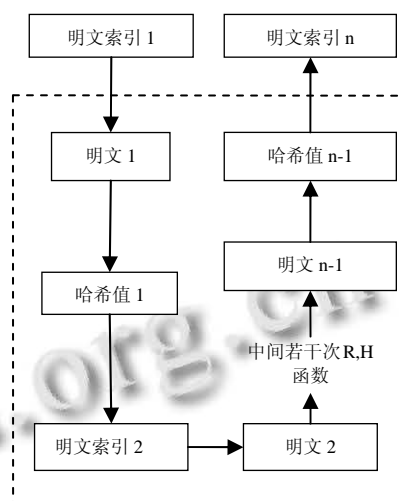 明文索引 1
明文索引 n
明文 1
哈希值 n-1
明文 n-1
哈希值 1
中间若干次 R,H
函数
明文索引 2
明文 2
.org.cn